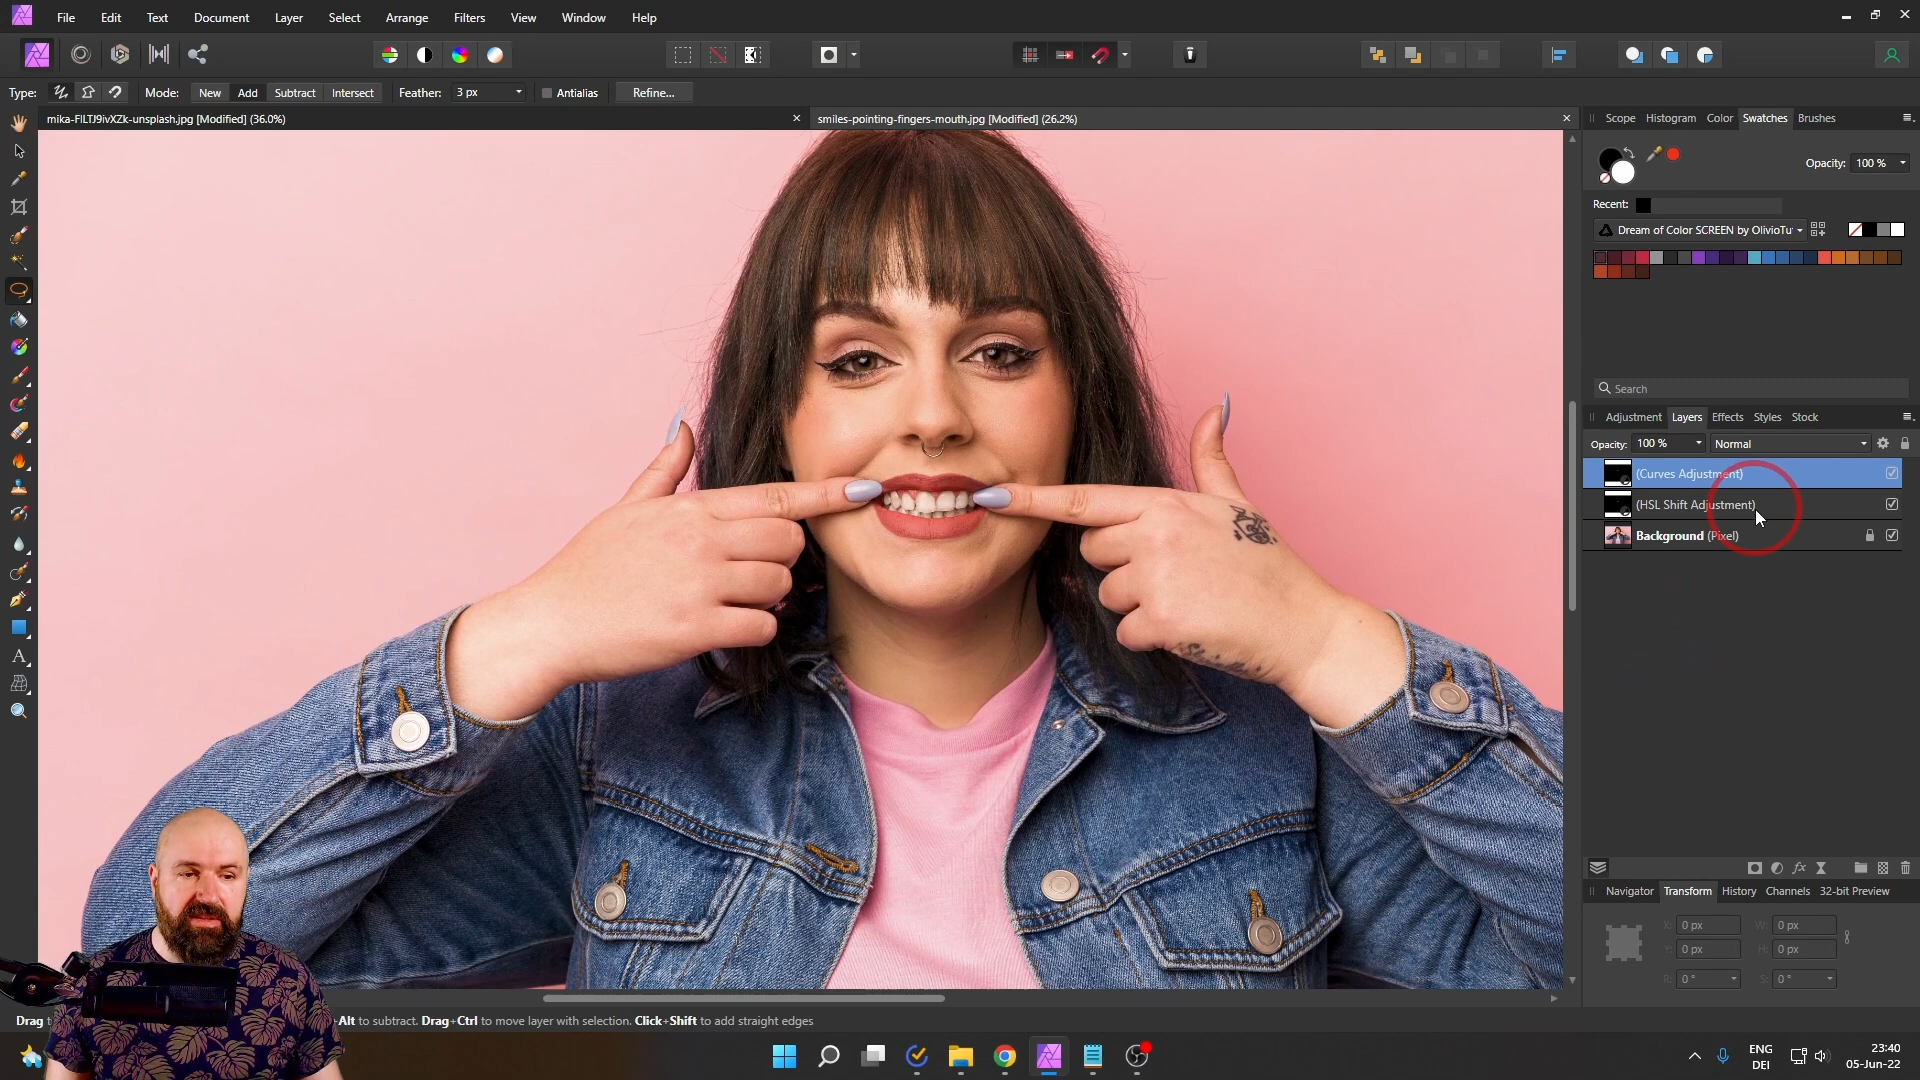 File Edit Text Document Layer Select Arrange Filters View Window Help
Type: Mode: New Add Subtract Intersect Feather: 3 px Antialias Refine...
mika-FILTJ9ivXZk-unsplash.jpg [Modified] (36.0%)
smiles-pointing-fingers-mouth.jpg [Modified] (26.2%)
Scope Histogram Color Swatches Brushes
Opacity: 100 %
Recent:
Dream of Color SCREEN by OlivioTu
Search
Adjustment Layers Effects Styles Stock
Opacity: 100 % Normal
(Curves Adjustment)
(HSL Shift Adjustment)
Background (Pixel)
Navigator Transform History Channels 32-bit Preview
X: 0 px W: 0 px
Y: 0 px H: 0 px
R: 0 ° S: 0 °
Drag +Alt to subtract. Drag+Ctrl to move layer with selection. Click+Shift to add straight edges
ENG
DEI
23:40
05-Jun-22